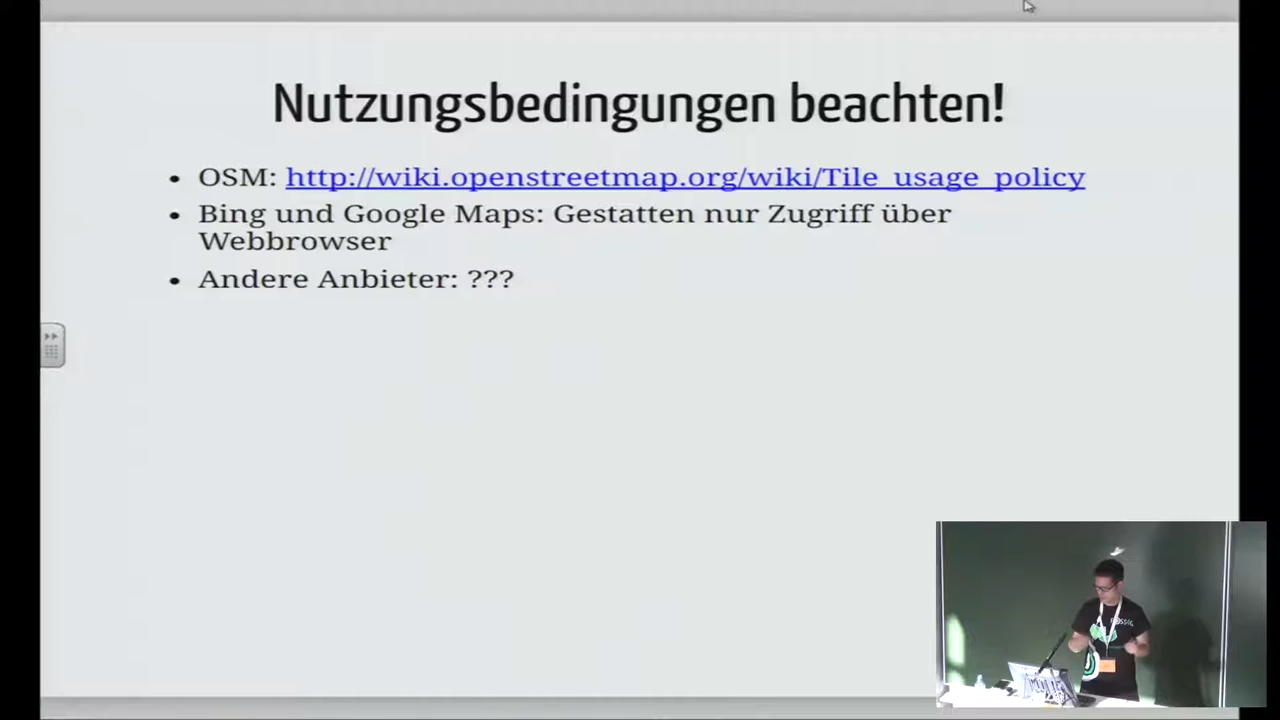 Nutzungsbedingungen beachten!
• OSM: http://wiki.openstreetmap.org/wiki/Tile_usage_policy
• Bing und Google Maps: Gestatten nur Zugriff über
Webbrowser
• Andere Anbieter: ???